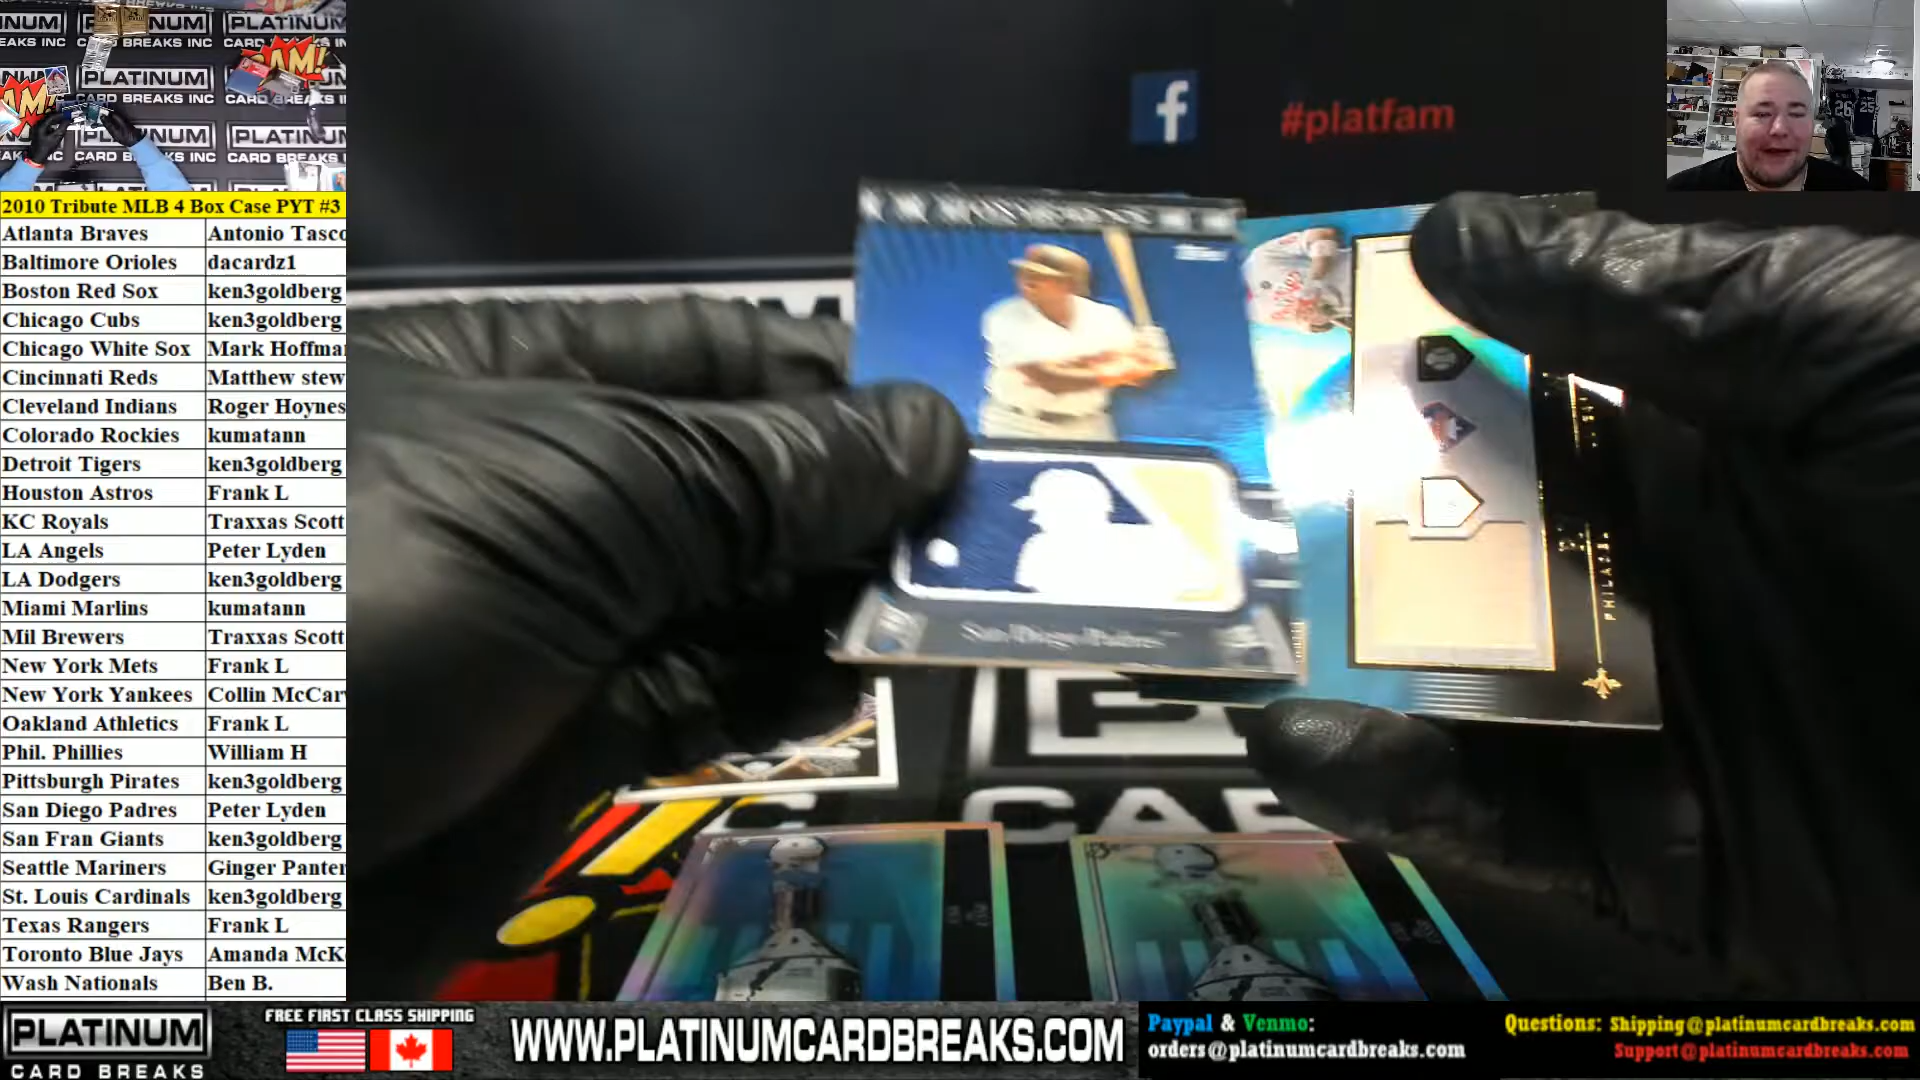 PLATINUM
CARD BREAKS INC
#platfam
2010 Tribute MLB 4 Box Case PYT #3
Atlanta Braves Antonio Tasco
Baltimore Orioles dacardz1
Boston Red Sox ken3goldberg
Chicago Cubs ken3goldberg
Chicago White Sox Mark Hoffma
Cincinnati Reds Matthew stew
Cleveland Indians Roger Hoynes
Colorado Rockies kumatann
Detroit Tigers ken3goldberg
Houston Astros Frank L
KC Royals Traxxas Scott
LA Angels Peter Lyden
LA Dodgers ken3goldberg
Miami Marlins kumatann
Mil Brewers Traxxas Scott
New York Mets Frank L
New York Yankees Collin McCar
Oakland Athletics Frank L
Phil. Phillies William H
Pittsburgh Pirates ken3goldberg
San Diego Padres Peter Lyden
San Fran Giants ken3goldberg
Seattle Mariners Ginger Panter
St. Louis Cardinals ken3goldberg
Texas Rangers Frank L
Toronto Blue Jays Amanda McK
Wash Nationals Ben B.
Topps
San Diego Padres
26 25
PLATINUM
CARD BREAKS
FREE FIRST CLASS SHIPPING
WWW.PLATINUMCARDBREAKS.COM
Paypal & Venmo:
orders@platinumcardbreaks.com
Questions: Shipping@platinumcardbreaks.com
Support@platinumcardbreaks.com